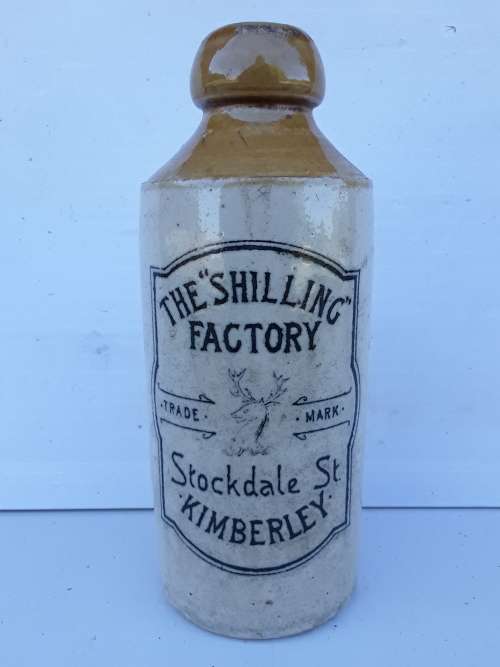 THE "SHILLING"
FACTORY
·TRADE· ·MARK·
Stockdale St
·KIMBERLEY·